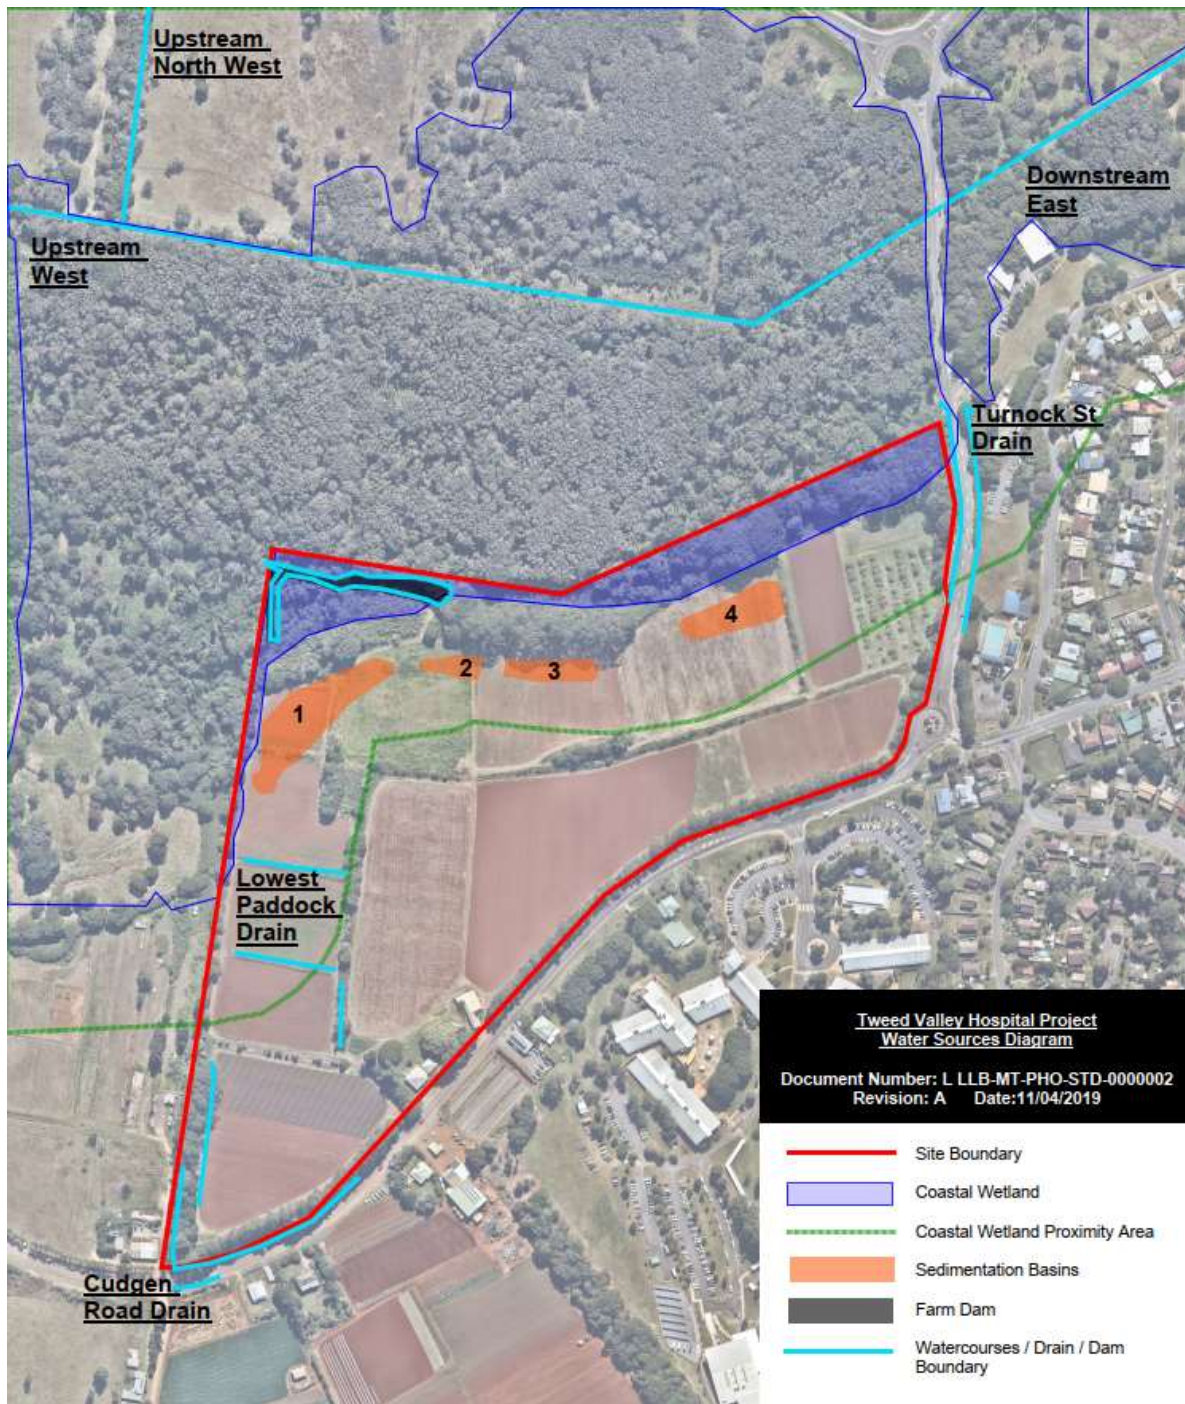 Upstream
North West
Downstream
East
Upstream
West
Turnock St
Drain
4
2
3
1
Lowest
Paddock
Drain
Cudgen
Road Drain
Tweed Valley Hospital Project
Water Sources Diagram
Document Number: L LLB-MT-PHO-STD-0000002
Revision: A Date:11/04/2019
Site Boundary
Coastal Wetland
Coastal Wetland Proximity Area
Sedimentation Basins
Farm Dam
Watercourses / Drain / Dam
Boundary